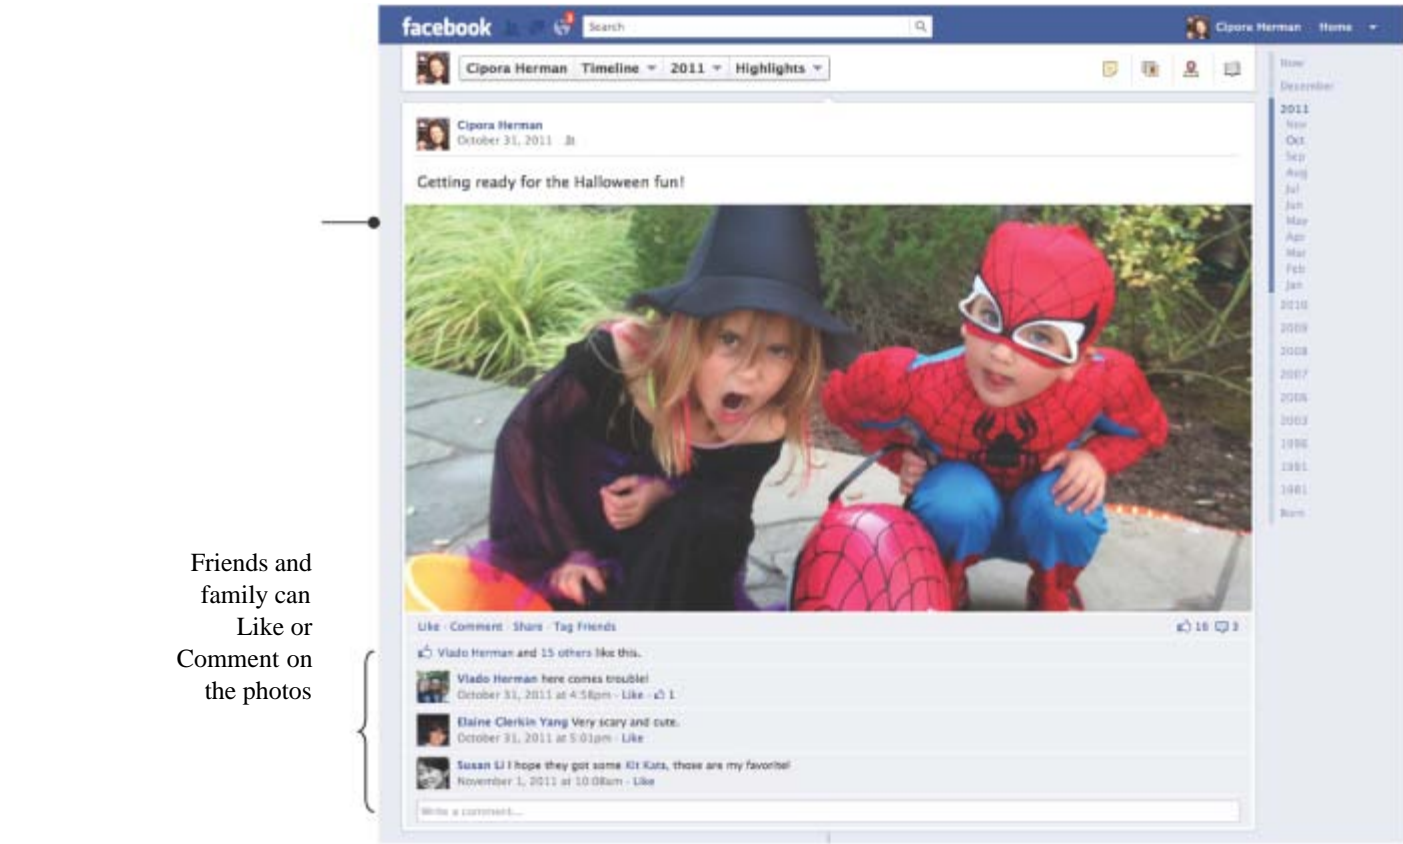 facebook
3
Search
Cipora Herman Home
Cipora Herman Timeline 2011 Highlights
Cipora Herman
October 31, 2011
Getting ready for the Halloween fun!
Like · Comment · Share · Tag Friends
16 3
Vlado Herman and 15 others like this.
Vlado Herman here comes trouble!
October 31, 2011 at 4:58pm · Like · 1
Elaine Clerkin Yang Very scary and cute.
October 31, 2011 at 5:01pm · Like
Susan Li I hope they got some Kit Kats, those are my favorite!
November 1, 2011 at 10:08am · Like
Write a comment...
Now
December
2011
Nov
Oct
Sep
Aug
Jul
Jun
May
Apr
Mar
Feb
Jan
2010
2009
2008
2007
2006
2003
1996
1991
1981
Born
Friends and
family can
Like or
Comment on
the photos